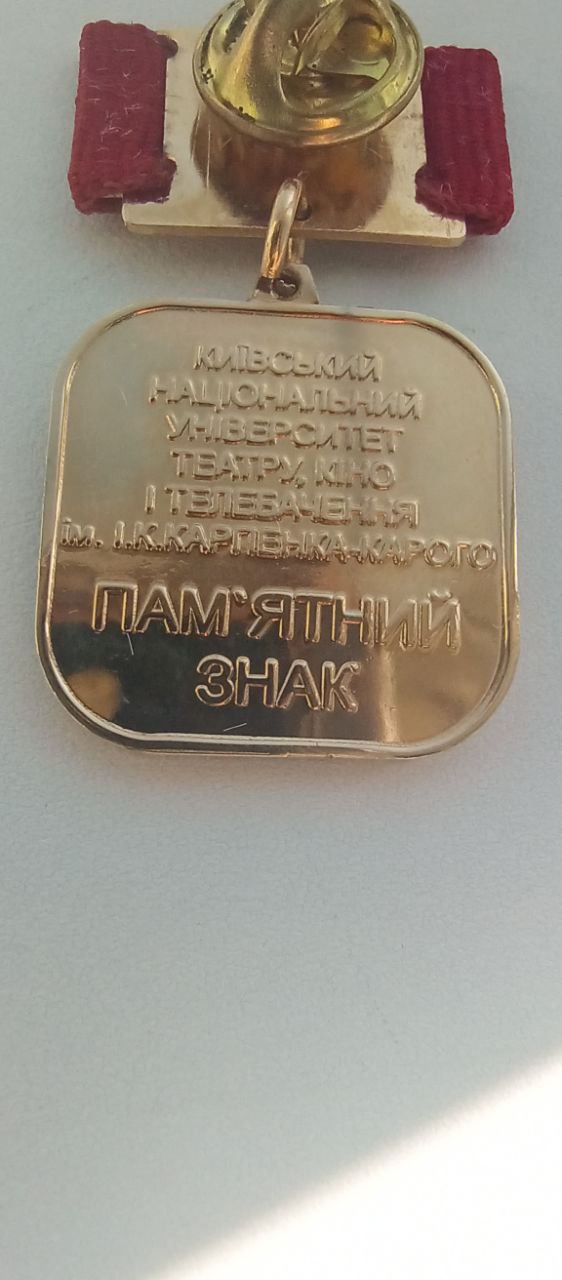 КИЇВСЬКИЙ
НАЦІОНАЛЬНИЙ
УНІВЕРСИТЕТ
ТЕАТРУ, КІНО
І ТЕЛЕБАЧЕННЯ
ім. І.К.КАРПЕНКА-КАРОГО
ПАМ'ЯТНИЙ
ЗНАК